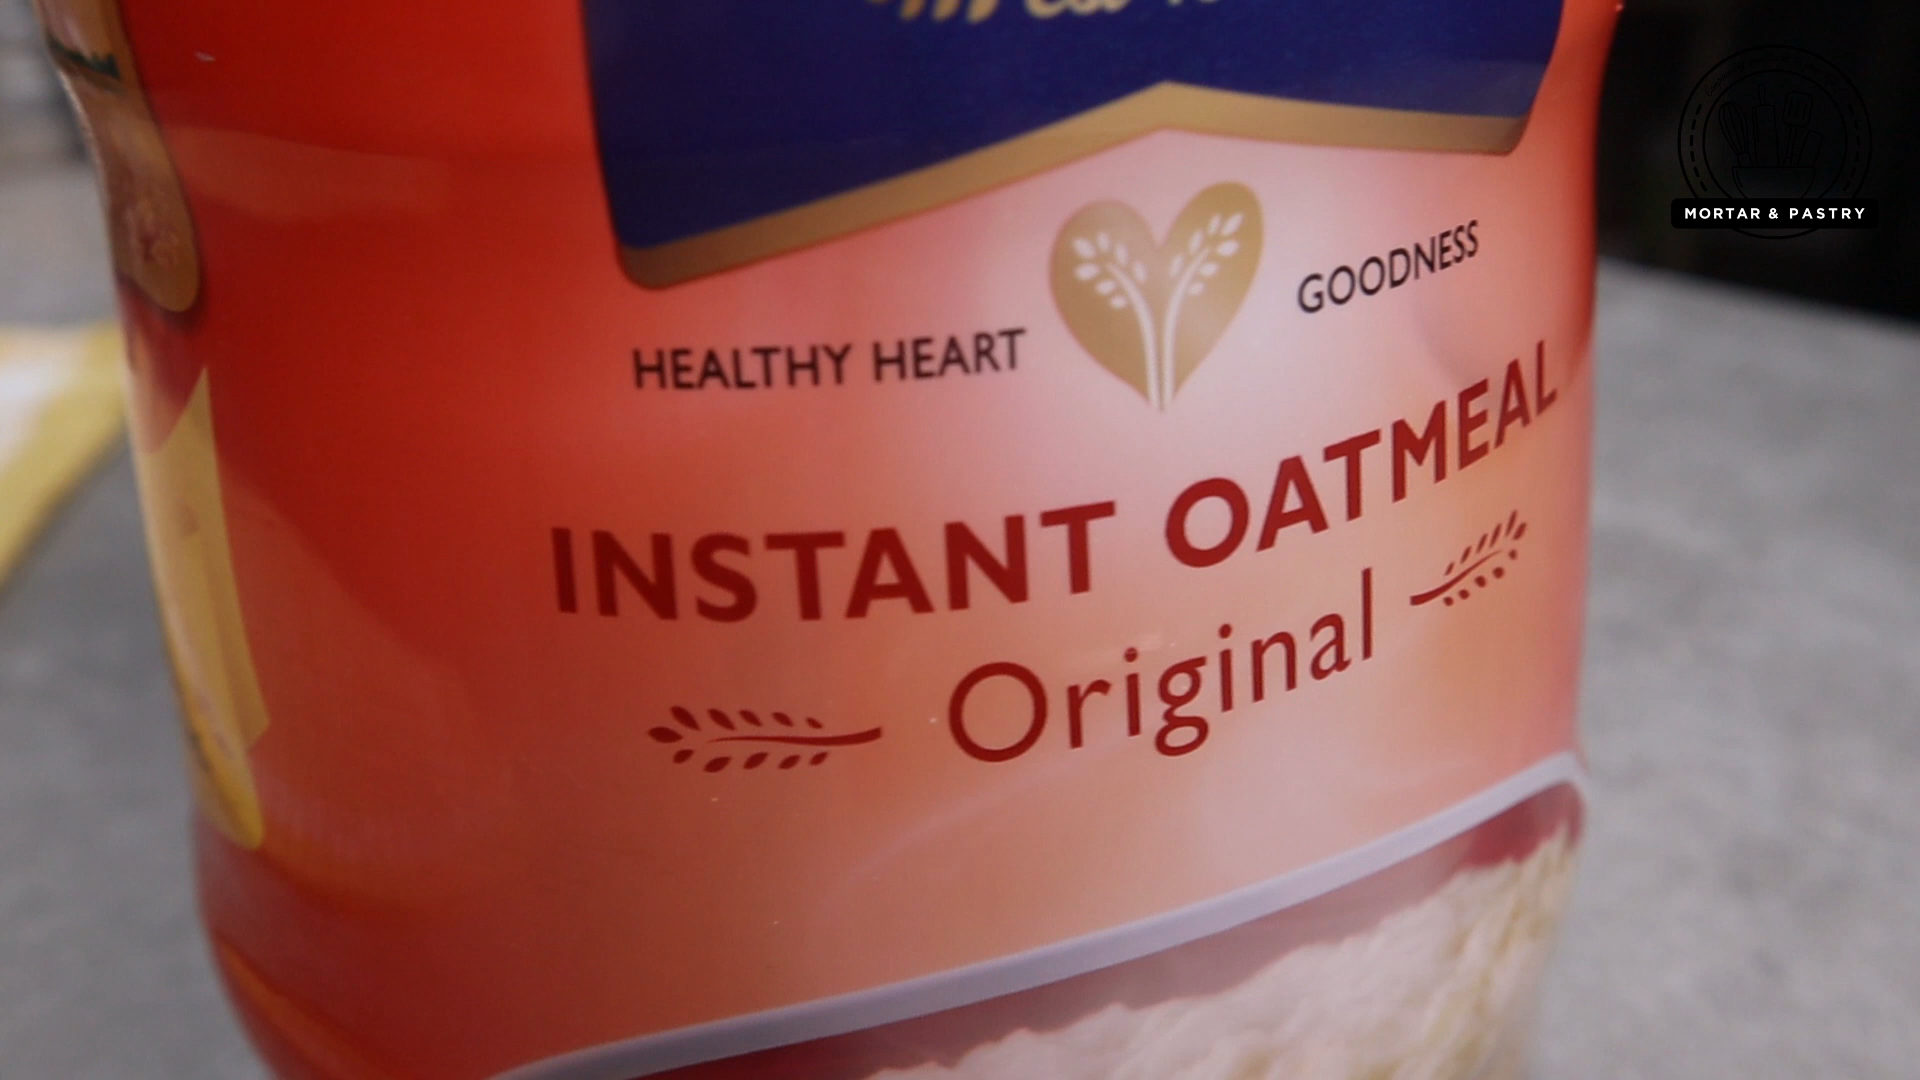 HEALTHY HEART GOODNESS
INSTANT OATMEAL
Original
MORTAR & PASTRY